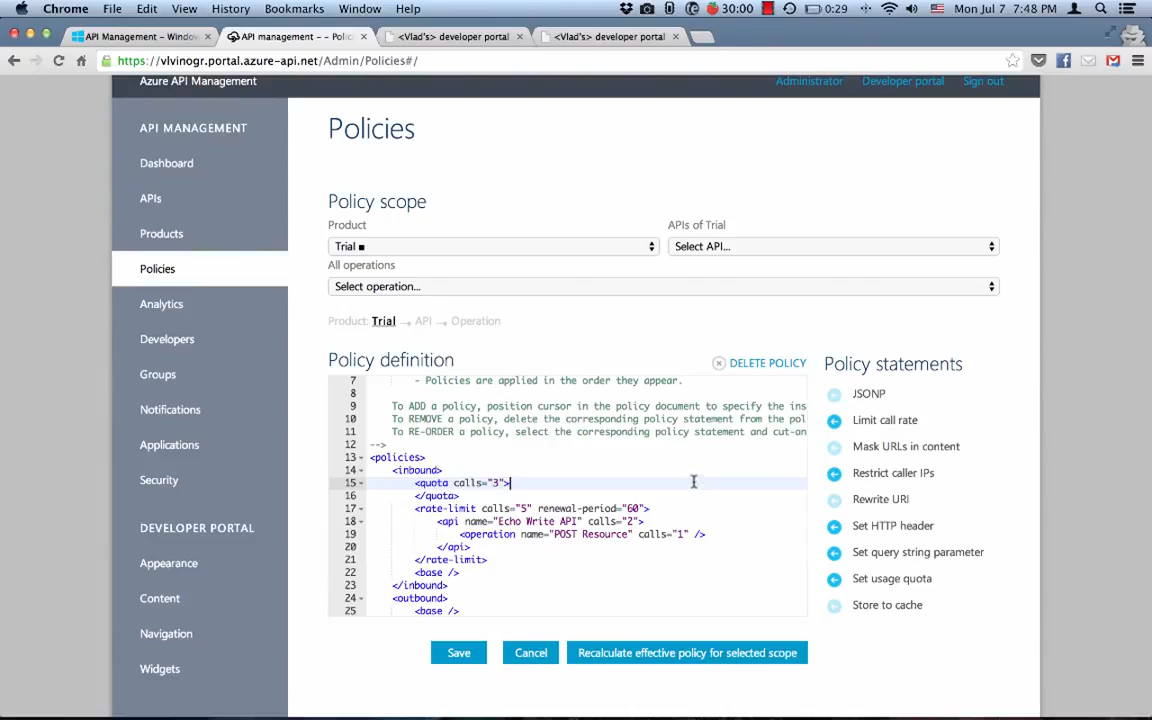 Chrome File Edit View History Bookmarks Window Help 30:00 0:29 Mon Jul 7 7:48 PM
API Management – Window API management – – Polic <Vlad's> developer portal <Vlad's> developer portal
https://vlvinogr.portal.azure-api.net/Admin/Policies#/
Azure API Management Administrator Developer portal Sign out
API MANAGEMENT
Dashboard
APIs
Products
Policies
Analytics
Developers
Groups
Notifications
Applications
Security
DEVELOPER PORTAL
Appearance
Content
Navigation
Widgets
Policies
Policy scope
Product APIs of Trial
Trial ■ Select API...
All operations
Select operation...
Product: Trial → API → Operation
Policy definition DELETE POLICY
7 - Policies are applied in the order they appear.
8
9 To ADD a policy, position cursor in the policy document to specify the ins
10 To REMOVE a policy, delete the corresponding policy statement from the pol
11 To RE-ORDER a policy, select the corresponding policy statement and cut-an
12 -->
13 <policies>
14 <inbound>
15 <quota calls="3">
16 </quota>
17 <rate-limit calls="5" renewal-period="60">
18 <api name="Echo Write API" calls="2">
19 <operation name="POST Resource" calls="1" />
20 </api>
21 </rate-limit>
22 <base />
23 </inbound>
24 <outbound>
25 <base />
Save Cancel Recalculate effective policy for selected scope
Policy statements
JSONP
Limit call rate
Mask URLs in content
Restrict caller IPs
Rewrite URI
Set HTTP header
Set query string parameter
Set usage quota
Store to cache